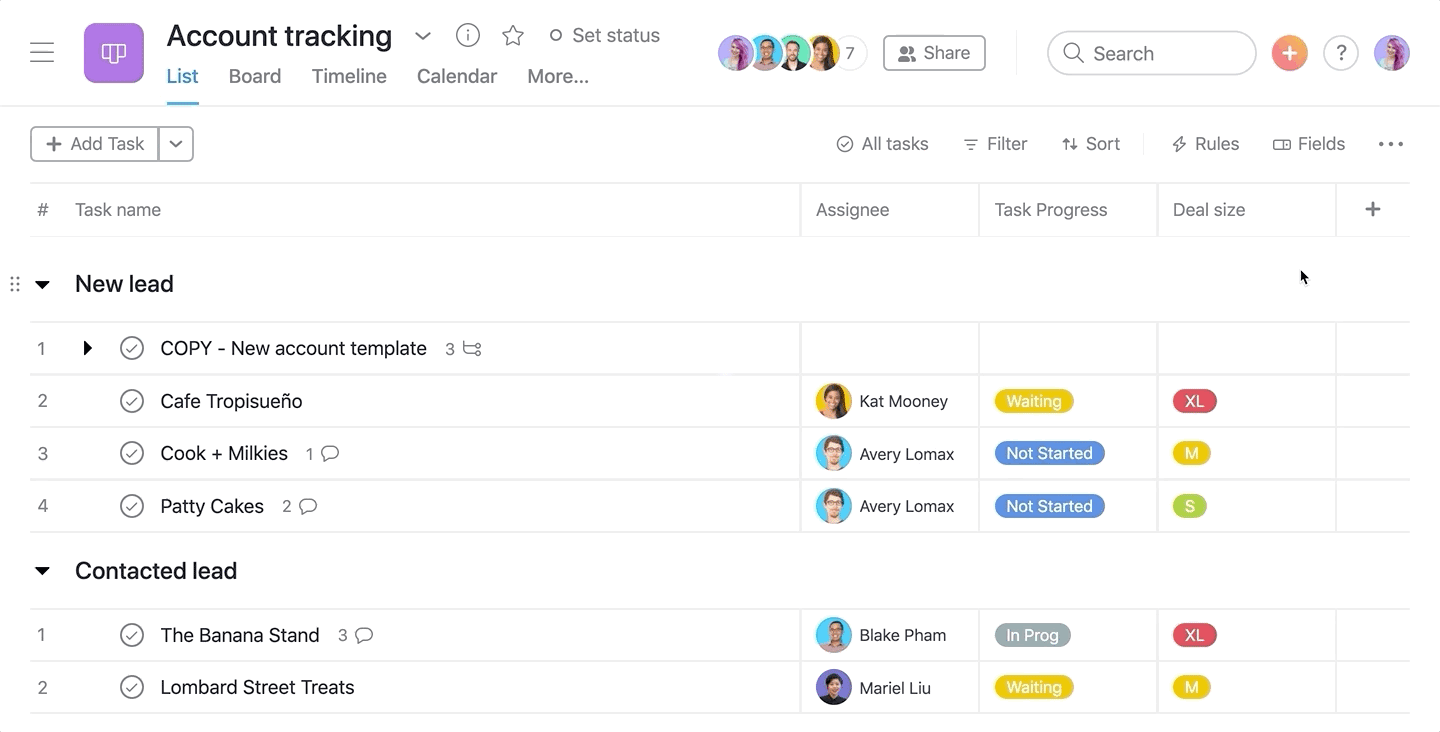 Account tracking Set status
List Board Timeline Calendar More...
7 Share Search ?
Add Task All tasks Filter Sort Rules Fields
# Task name Assignee Task Progress Deal size +
New lead
1 COPY - New account template 3
2 Cafe Tropisueño Kat Mooney Waiting XL
3 Cook + Milkies 1 Avery Lomax Not Started M
4 Patty Cakes 2 Avery Lomax Not Started S
Contacted lead
1 The Banana Stand 3 Blake Pham In Prog XL
2 Lombard Street Treats Mariel Liu Waiting M